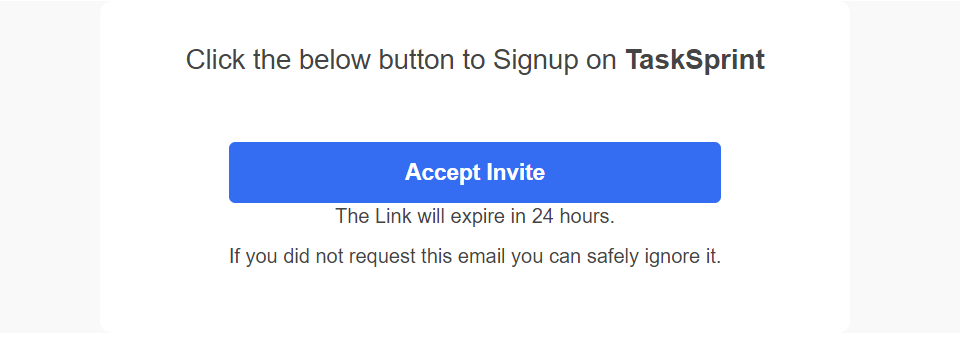 Click the below button to Signup on TaskSprint
Accept Invite
The Link will expire in 24 hours.
If you did not request this email you can safely ignore it.